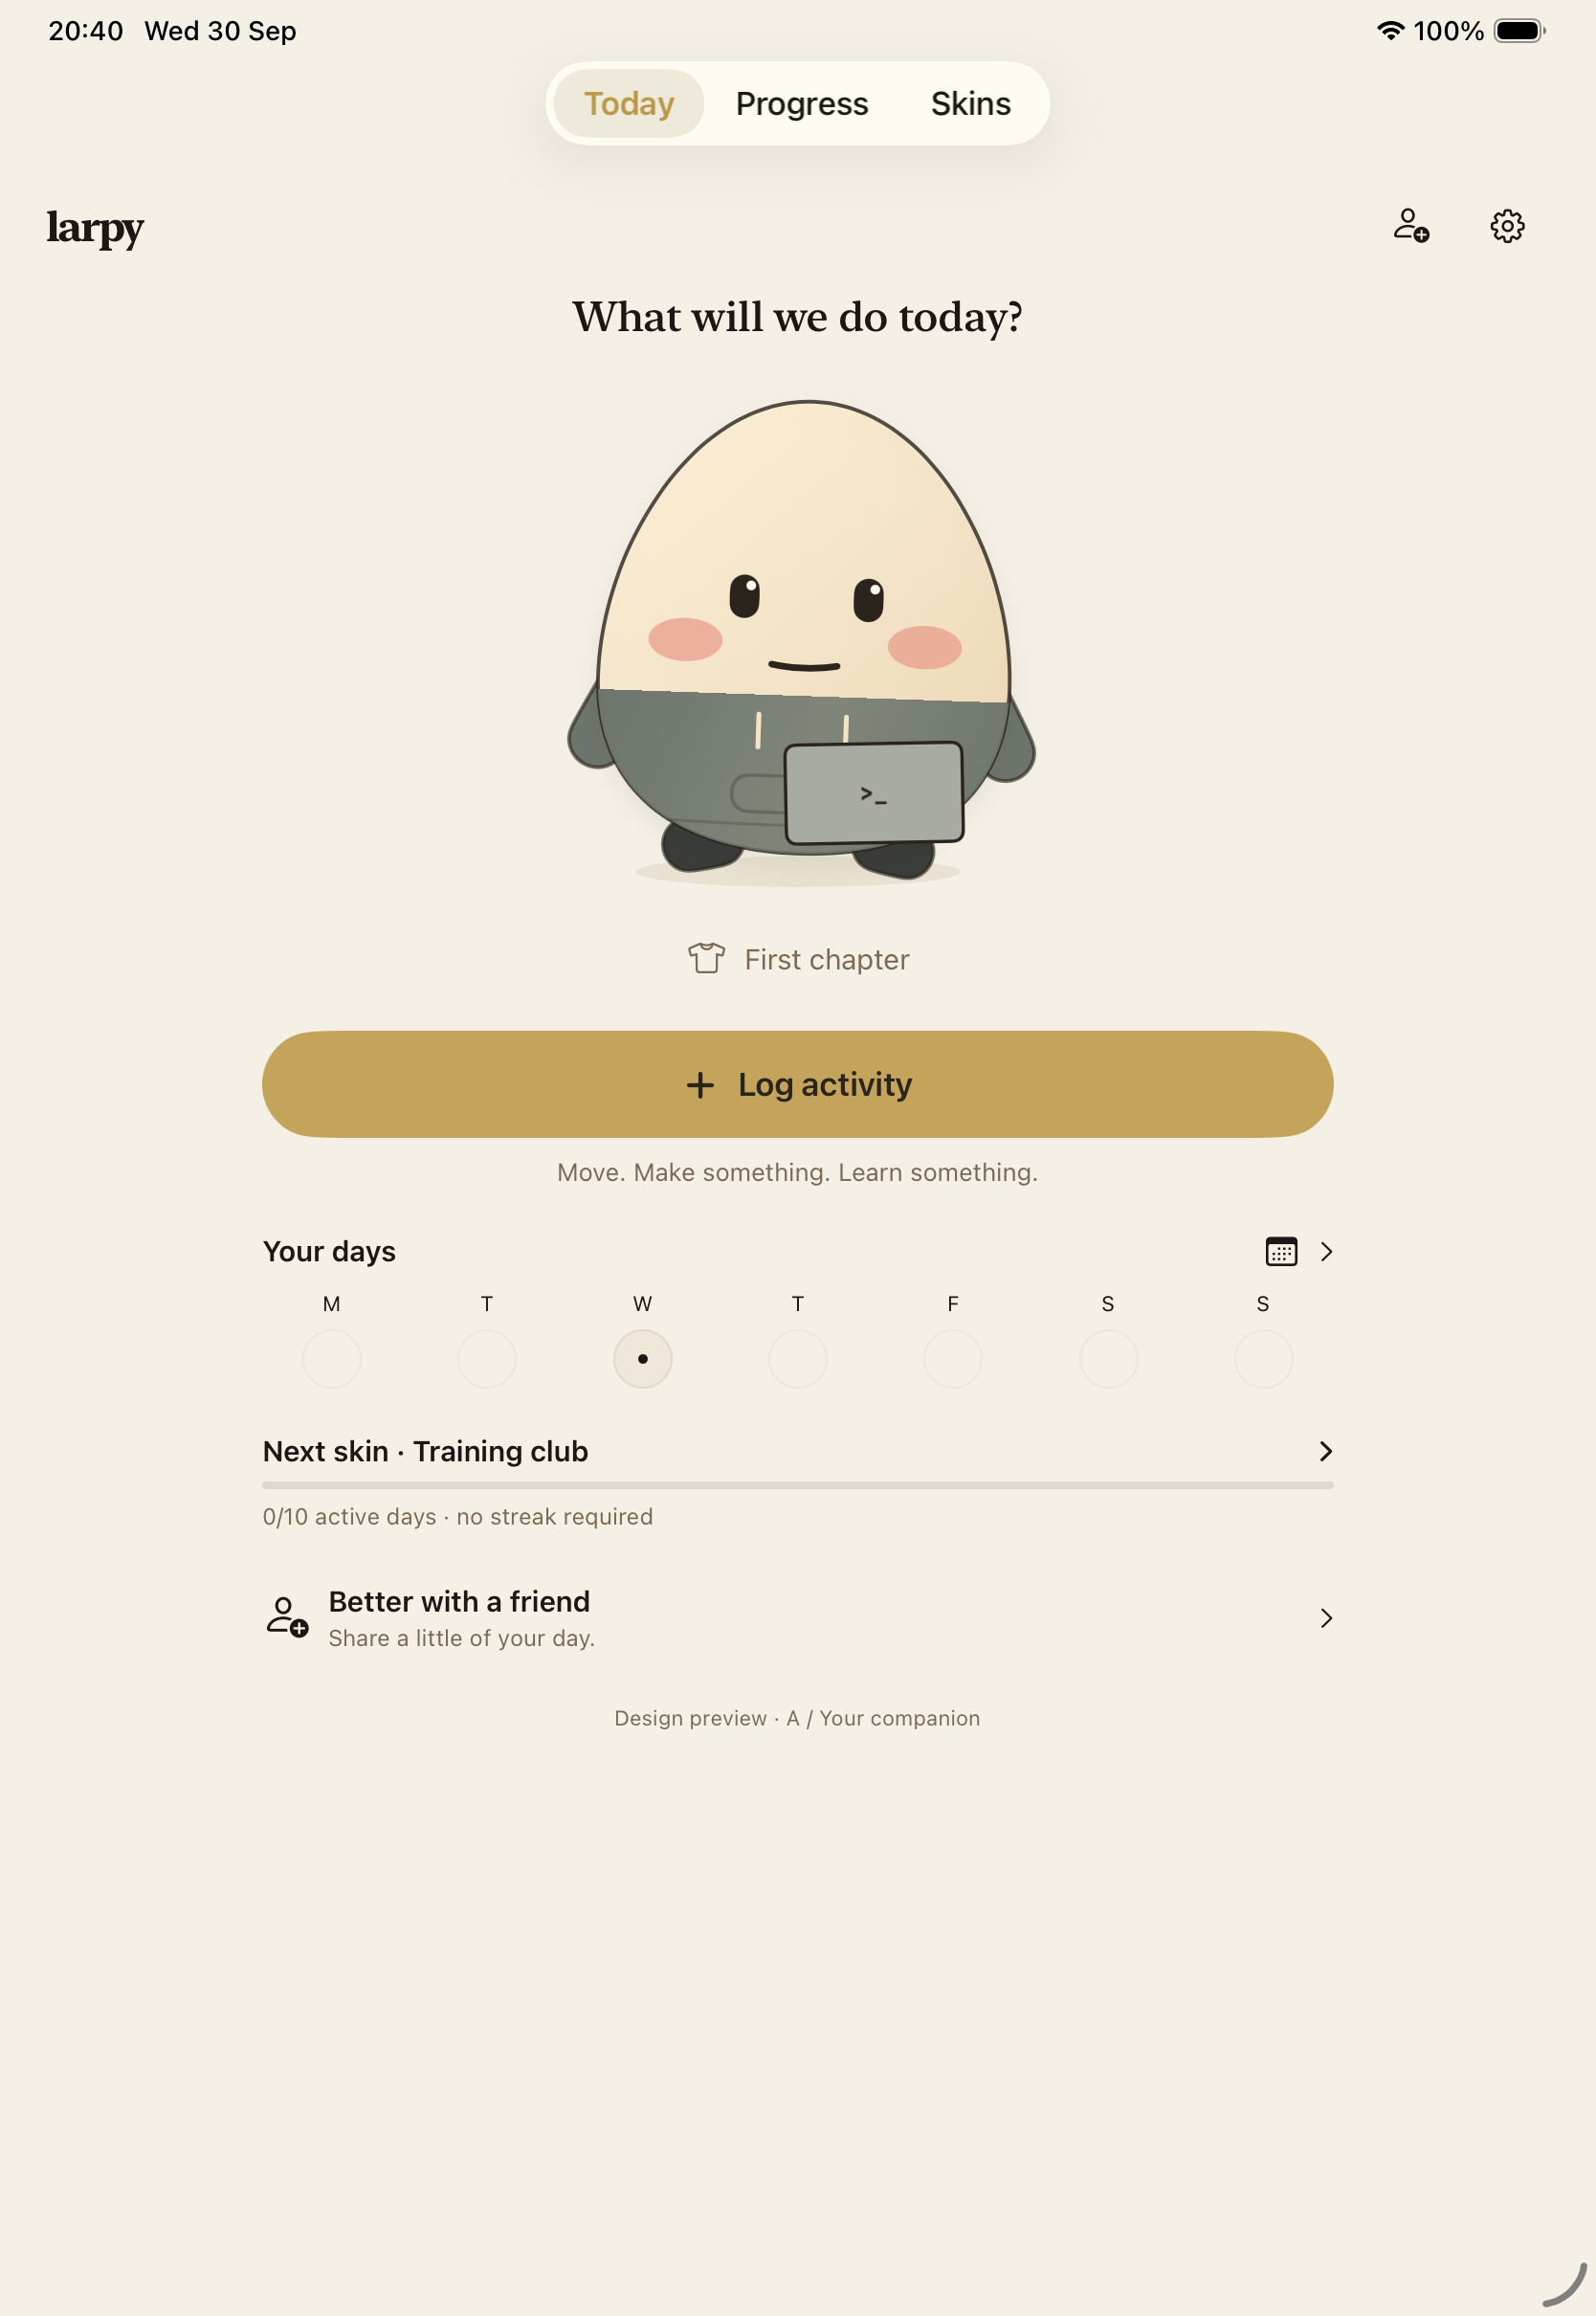 20:40 Wed 30 Sep 100%
Today Progress Skins
larpy
What will we do today?
>_
First chapter
+ Log activity
Move. Make something. Learn something.
Your days
M T W T F S S
Next skin · Training club
0/10 active days · no streak required
Better with a friend
Share a little of your day.
Design preview · A / Your companion